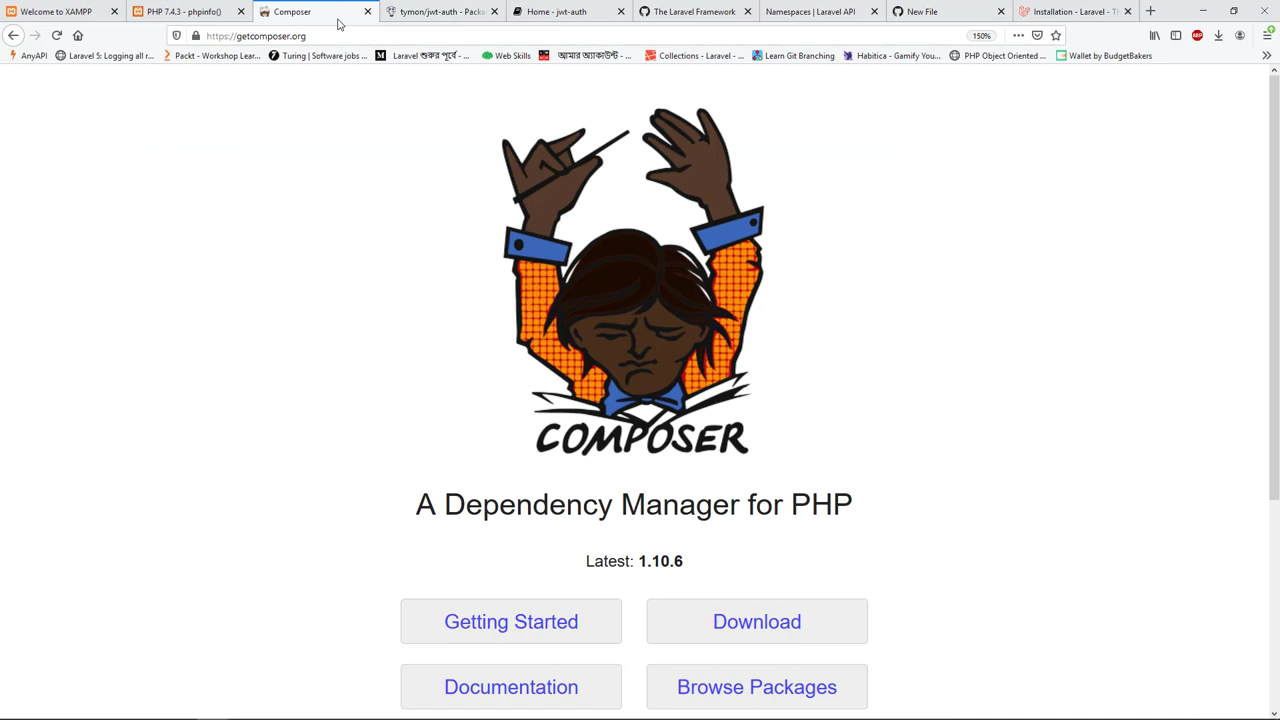 Welcome to XAMPP
PHP 7.4.3 - phpinfo()
Composer
tymon/jwt-auth - Packa
Home - jwt-auth
The Laravel Framework
Namespaces | Laravel API
New File
Installation - Laravel - Th
https://getcomposer.org
150%
AnyAPI
Laravel 5: Logging all r...
Packt - Workshop Lear...
Turing | Software jobs ...
Laravel শুরুর পূর্বে - ...
Web Skills
আমার অ্যাকাউন্ট - ...
Collections - Laravel - ...
Learn Git Branching
Habitica - Gamify You...
PHP Object Oriented ...
Wallet by BudgetBakers
COMPOSER
A Dependency Manager for PHP
Latest: 1.10.6
Getting Started
Download
Documentation
Browse Packages